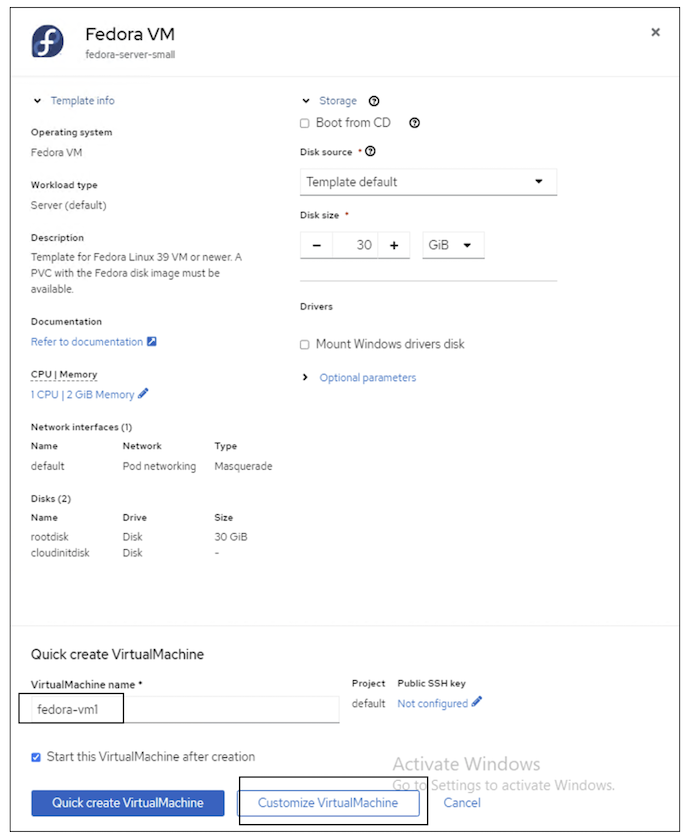 Fedora VM
fedora-server-small
Template info
Operating system
Fedora VM
Workload type
Server (default)
Description
Template for Fedora Linux 39 VM or newer. A
PVC with the Fedora disk image must be
available.
Documentation
Refer to documentation
CPU | Memory
1 CPU | 2 GiB Memory
Network interfaces (1)
Name Network Type
default Pod networking Masquerade
Disks (2)
Name Drive Size
rootdisk Disk 30 GiB
cloudinitdisk Disk -
Storage
Boot from CD
Disk source *
Template default
Disk size *
− 30 + GiB
Drivers
Mount Windows drivers disk
Optional parameters
Quick create VirtualMachine
VirtualMachine name *
fedora-vm1
Project Public SSH key
default Not configured
Start this VirtualMachine after creation
Activate Windows
Go to Settings to activate Windows.
Quick create VirtualMachine Customize VirtualMachine Cancel